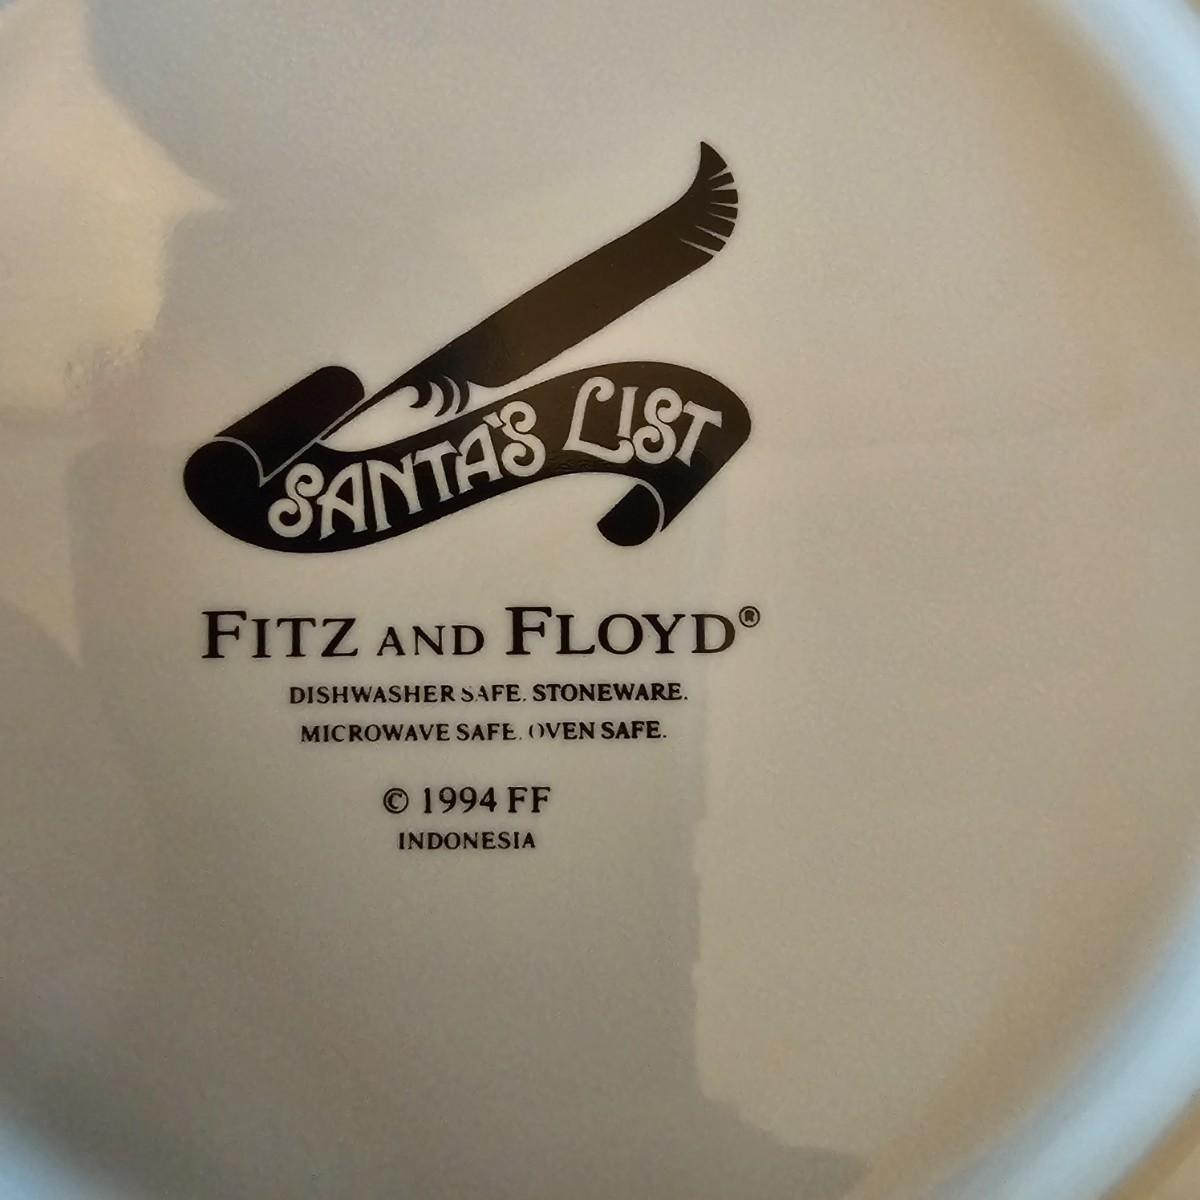 SANTA'S LIST
FITZ AND FLOYD®
DISHWASHER SAFE. STONEWARE.
MICROWAVE SAFE. OVEN SAFE.
© 1994 FF
INDONESIA